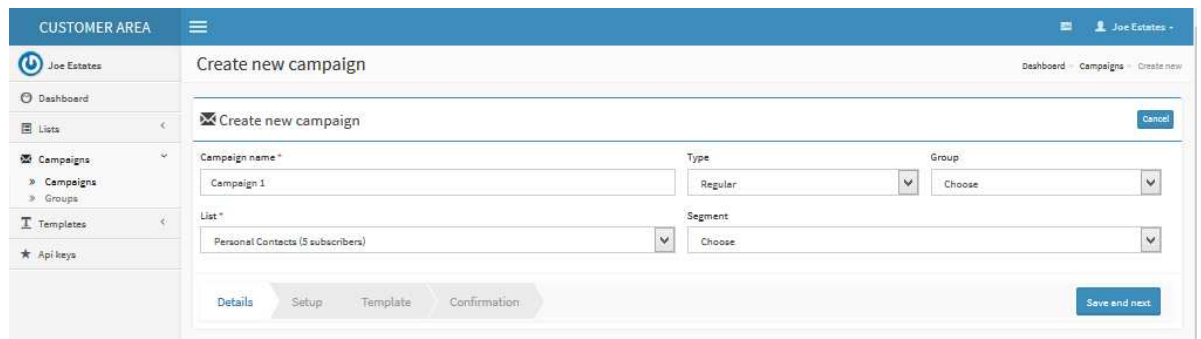 CUSTOMER AREA
Joe Estates -
Joe Estates
Create new campaign
Dashboard - Campaigns - Create new
Dashboard
Lists
Campaigns
» Campaigns
» Groups
Templates
Api keys
Create new campaign
Cancel
Campaign name *
Type
Group
Campaign 1
Regular
Choose
List *
Segment
Personal Contacts (5 subscribers)
Choose
Details
Setup
Template
Confirmation
Save and next